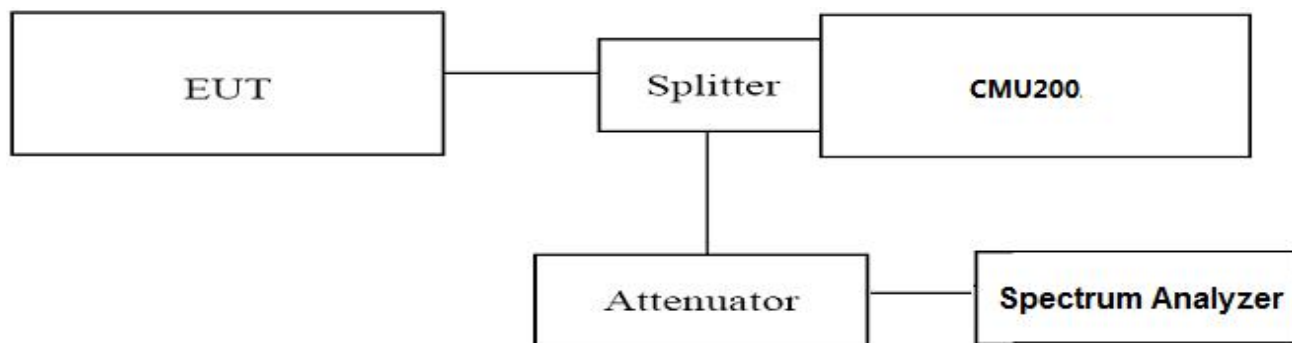 EUT
Splitter
CMU200
Attenuator
Spectrum Analyzer